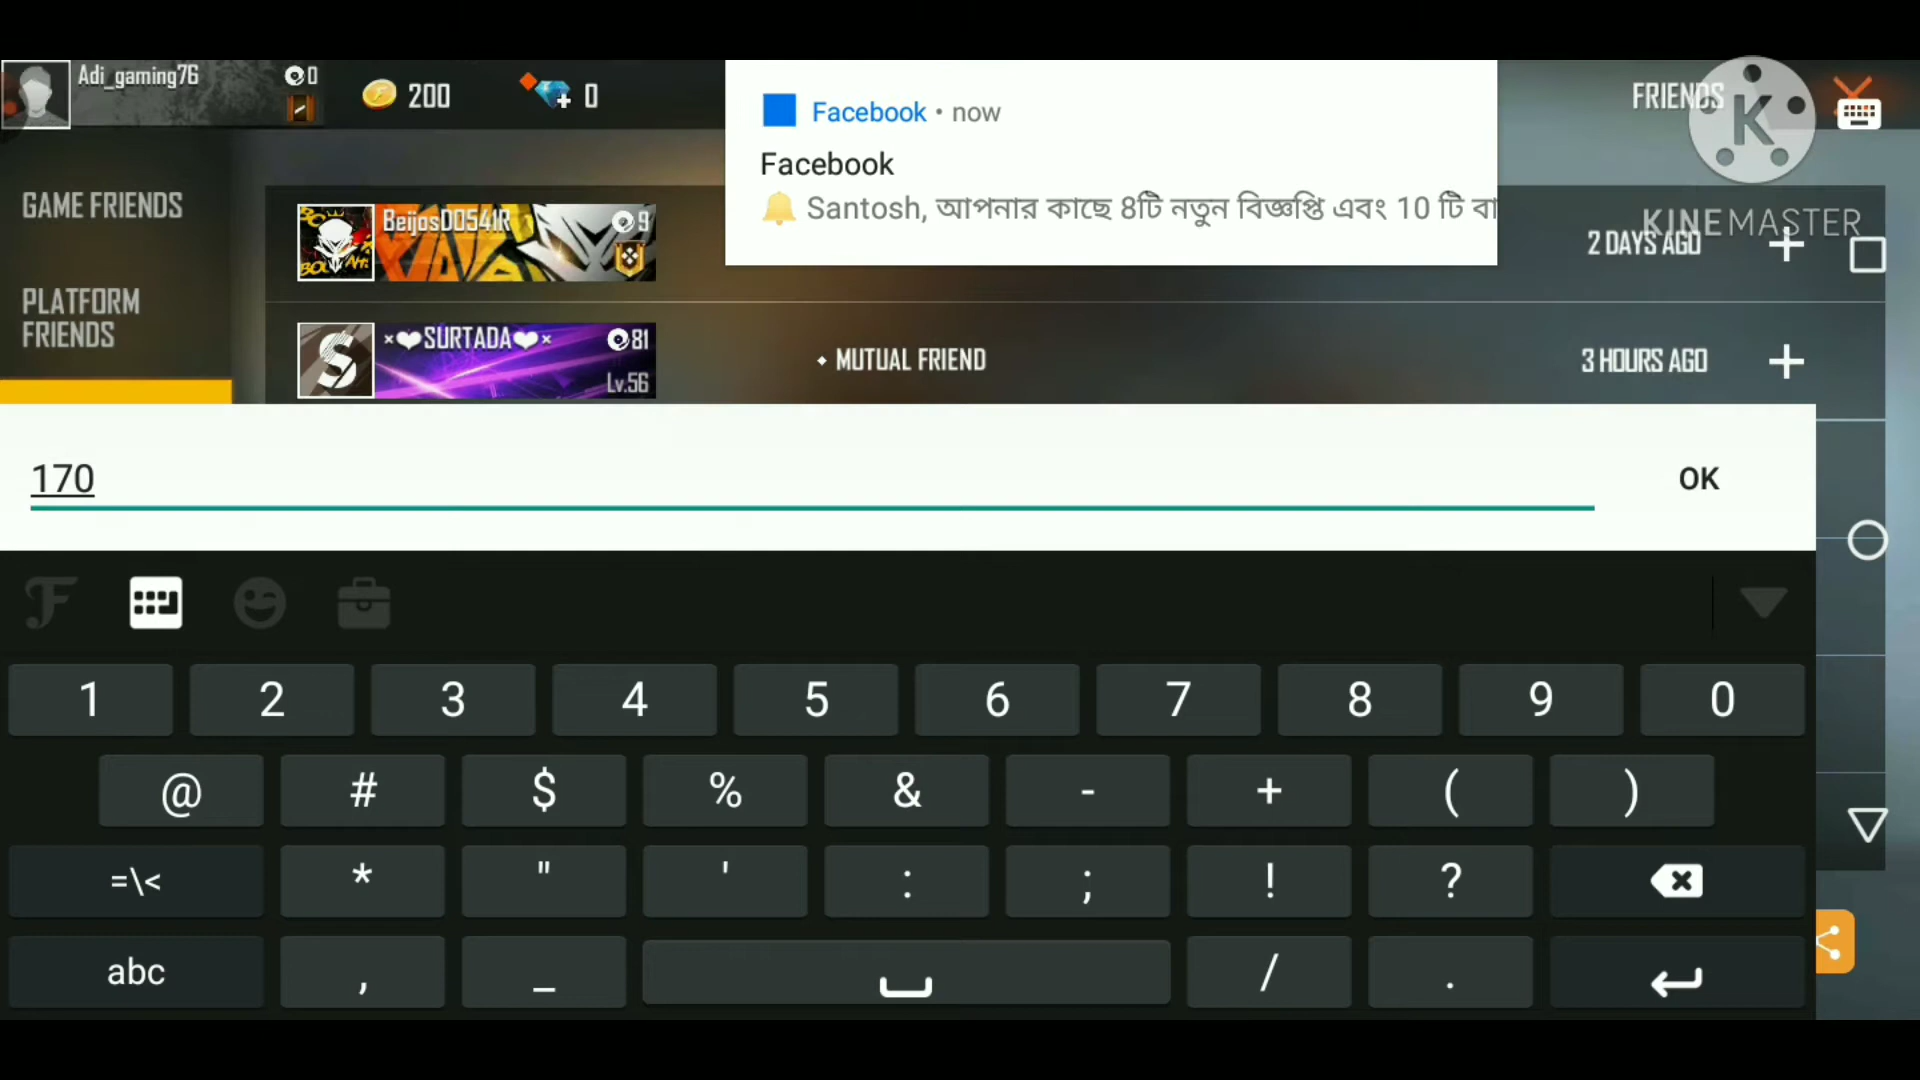 Adi_gaming76
0
200
0
Facebook • now
Facebook
Santosh, আপনার কাছে 8টি নতুন বিজ্ঞপ্তি এবং 10 টি বা
FRIENDS
K
KINEMASTER
GAME FRIENDS
PLATFORM
FRIENDS
BeijosDO541R
9
2 DAYS AGO
×❤SURTADA❤×
81
Lv.56
MUTUAL FRIEND
3 HOURS AGO
170
OK
1 2 3 4 5 6 7 8 9 0
@ # $ % & - + ( )
=\< * " ' : ; ! ?
abc , _ / .